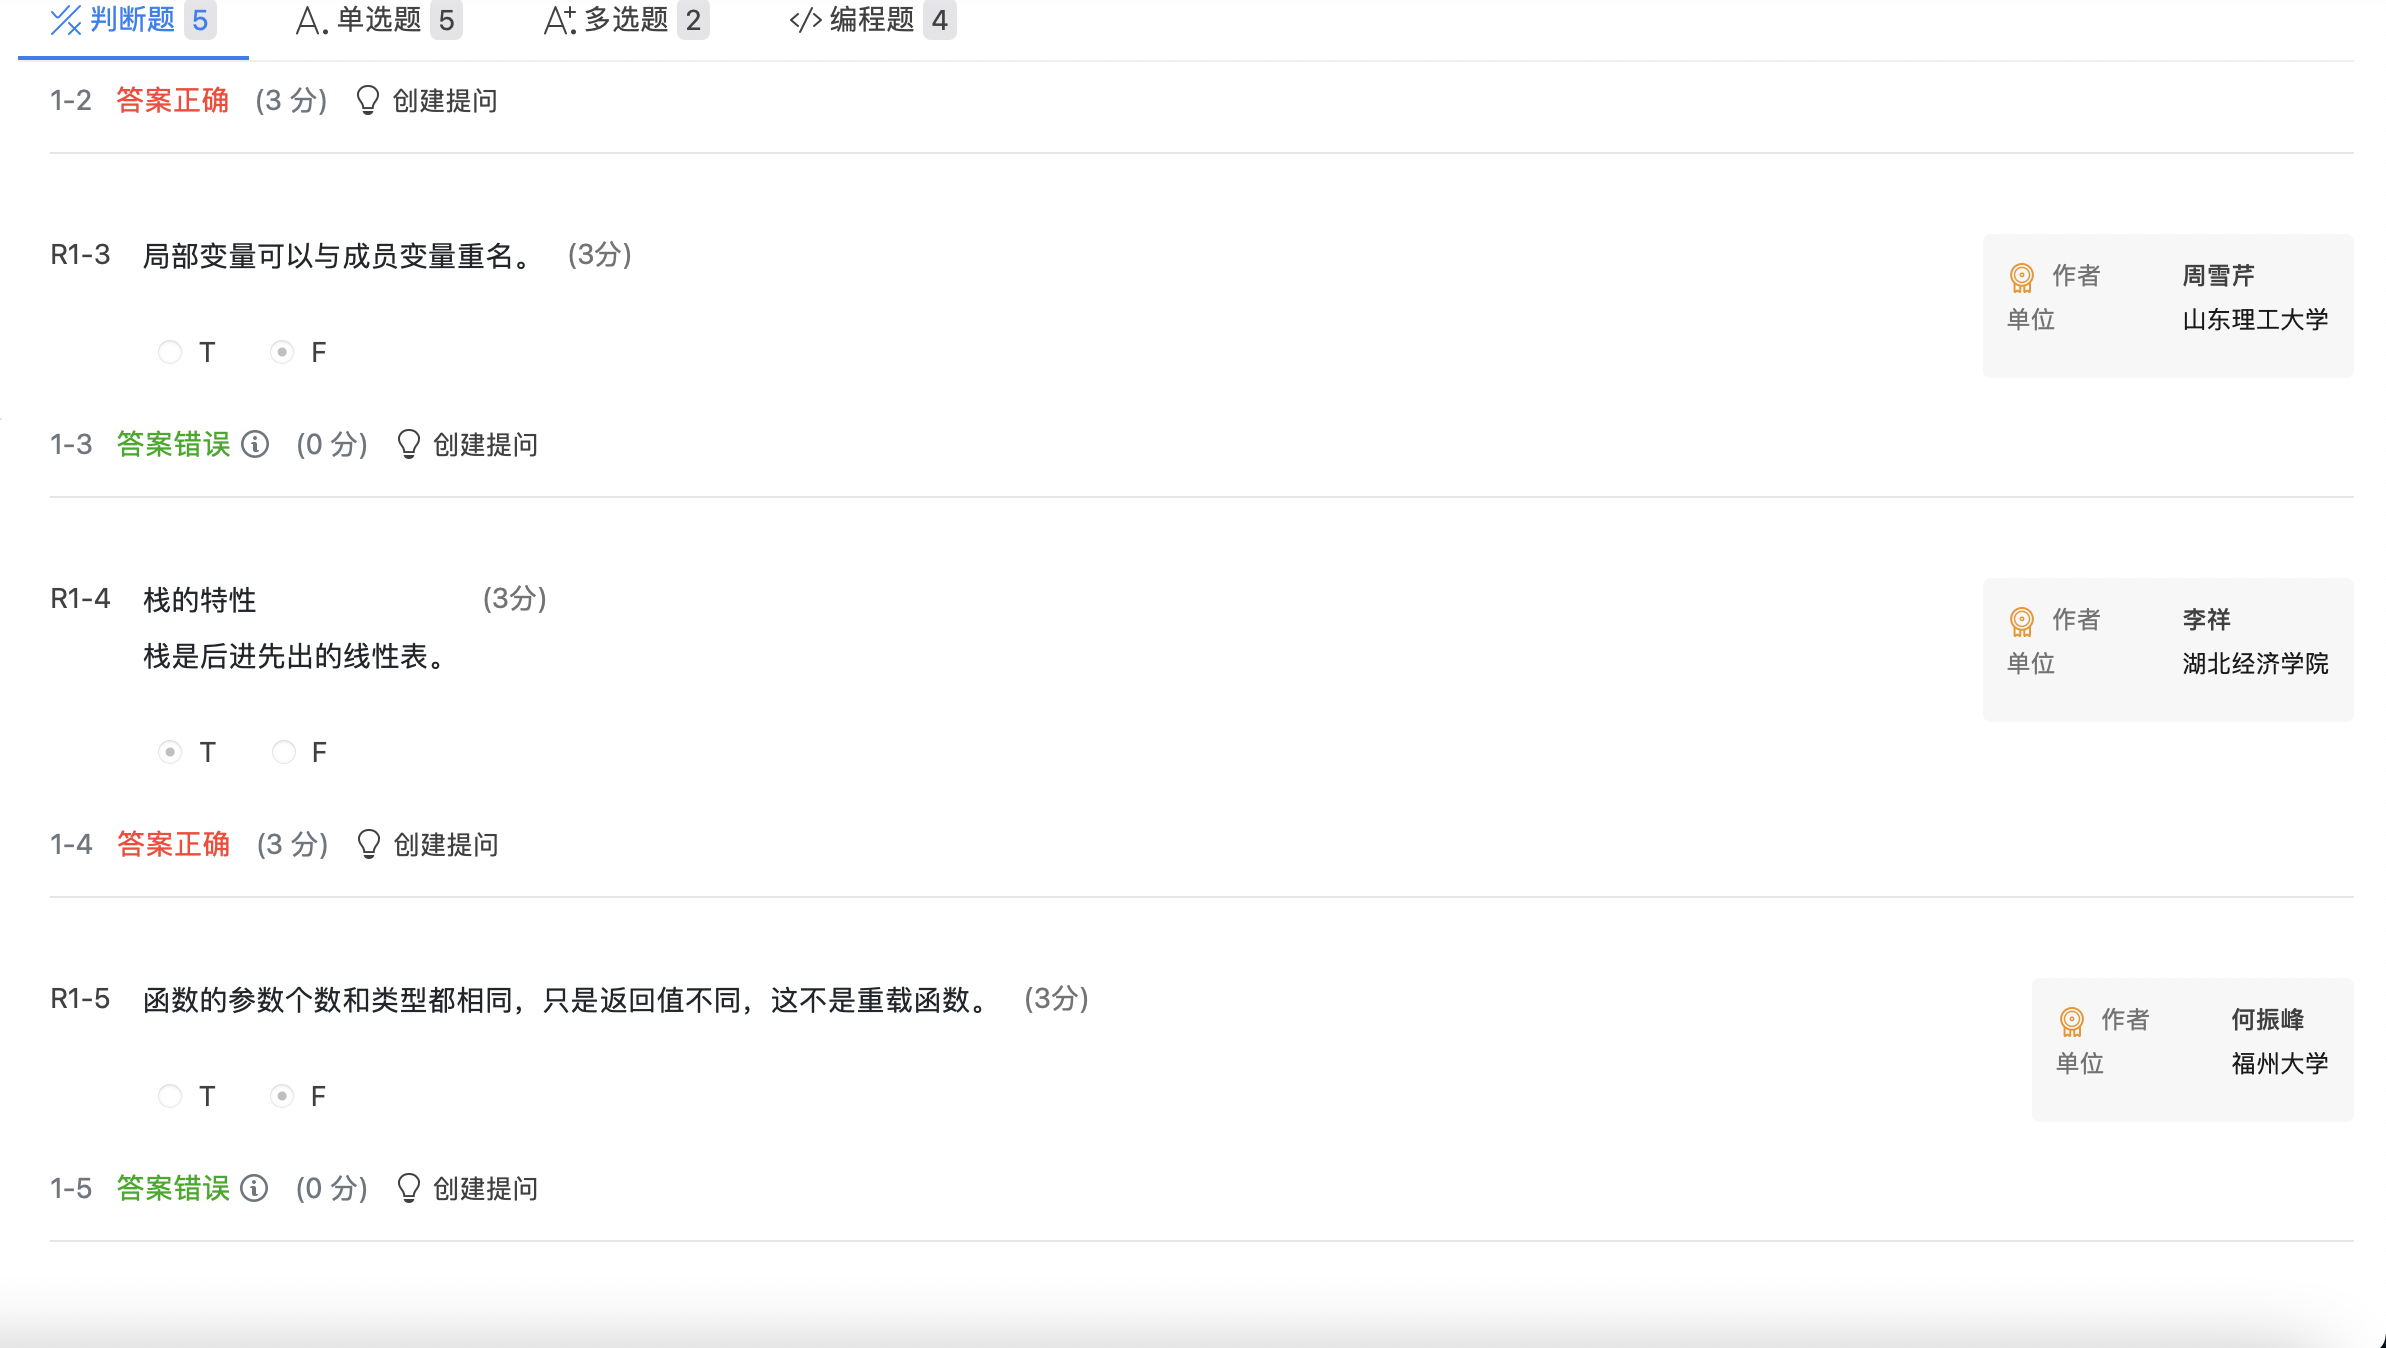 判断题 5 A. 单选题 5 A+. 多选题 2 </> 编程题 4
1-2 答案正确 (3 分) 创建提问
R1-3 局部变量可以与成员变量重名。 (3分)
作者 周雪芹
单位 山东理工大学
T F
1-3 答案错误 (0 分) 创建提问
R1-4 栈的特性 (3分)
栈是后进先出的线性表。
作者 李祥
单位 湖北经济学院
T F
1-4 答案正确 (3 分) 创建提问
R1-5 函数的参数个数和类型都相同，只是返回值不同，这不是重载函数。 (3分)
作者 何振峰
单位 福州大学
T F
1-5 答案错误 (0 分) 创建提问